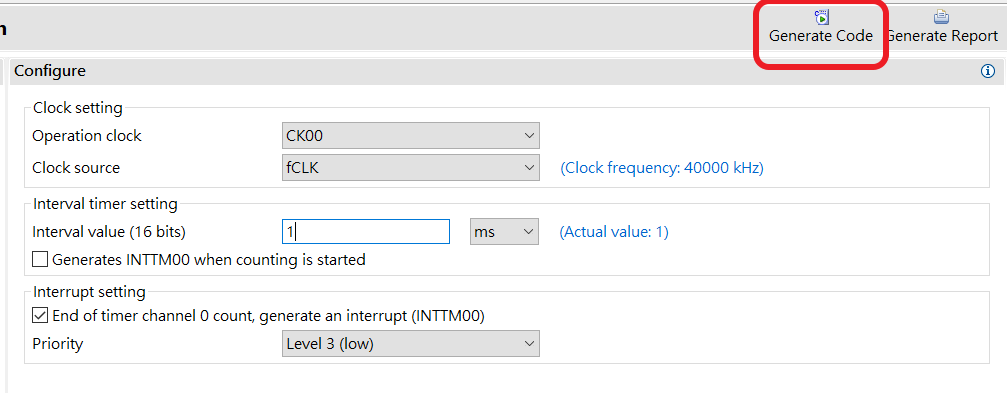 n
Generate Code
Generate Report
Configure
Clock setting
Operation clock CK00
Clock source fCLK (Clock frequency: 40000 kHz)
Interval timer setting
Interval value (16 bits) 1 ms (Actual value: 1)
Generates INTTM00 when counting is started
Interrupt setting
End of timer channel 0 count, generate an interrupt (INTTM00)
Priority Level 3 (low)